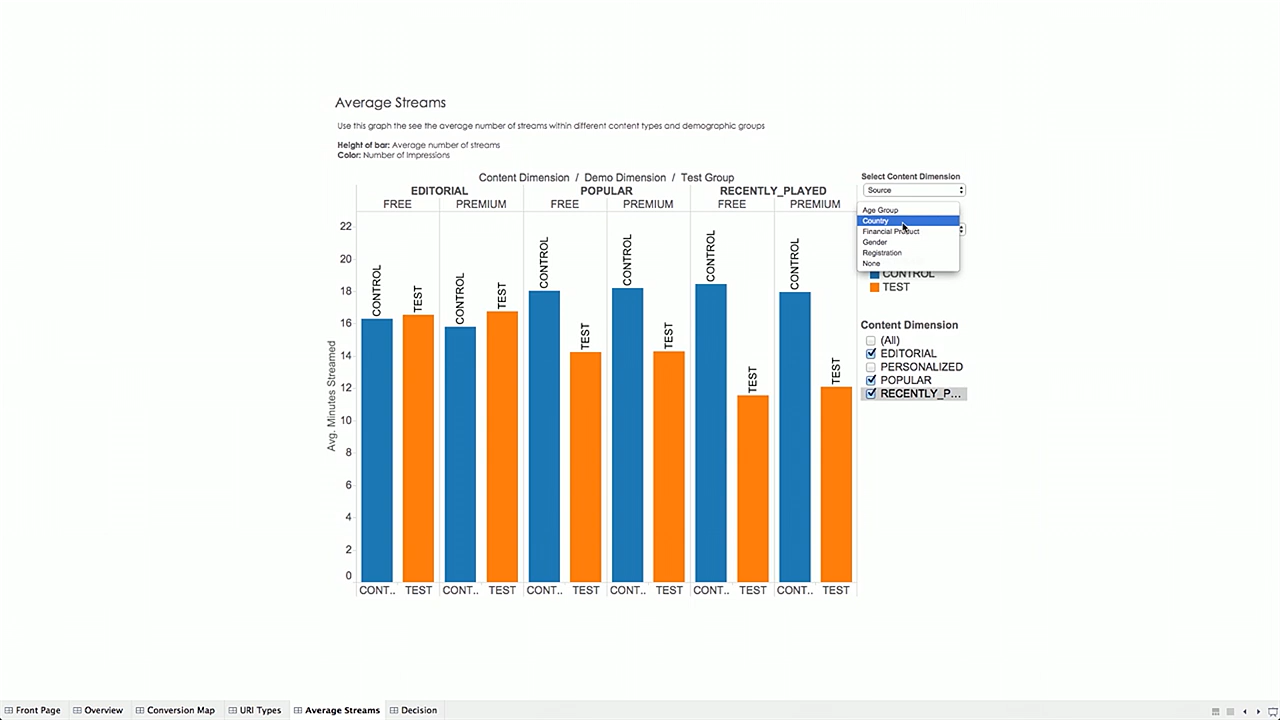 Average Streams
Use this graph the see the average number of streams within different content types and demographic groups
Height of bar: Average number of streams
Color: Number of Impressions
Content Dimension / Demo Dimension / Test Group
EDITORIAL POPULAR RECENTLY_PLAYED
FREE PREMIUM FREE PREMIUM FREE PREMIUM
Select Content Dimension
Source
Age Group
Country
Financial Product
Gender
Registration
None
CONTROL
TEST
Content Dimension
(All)
EDITORIAL
PERSONALIZED
POPULAR
RECENTLY_P...
Avg. Minutes Streamed
22
20
18
16
14
12
10
8
6
4
2
0
CONTROL TEST CONTROL TEST CONTROL TEST CONTROL TEST CONTROL TEST CONTROL TEST
CONT.. TEST CONT.. TEST CONT.. TEST CONT.. TEST CONT.. TEST CONT.. TEST
Front Page Overview Conversion Map URI Types Average Streams Decision